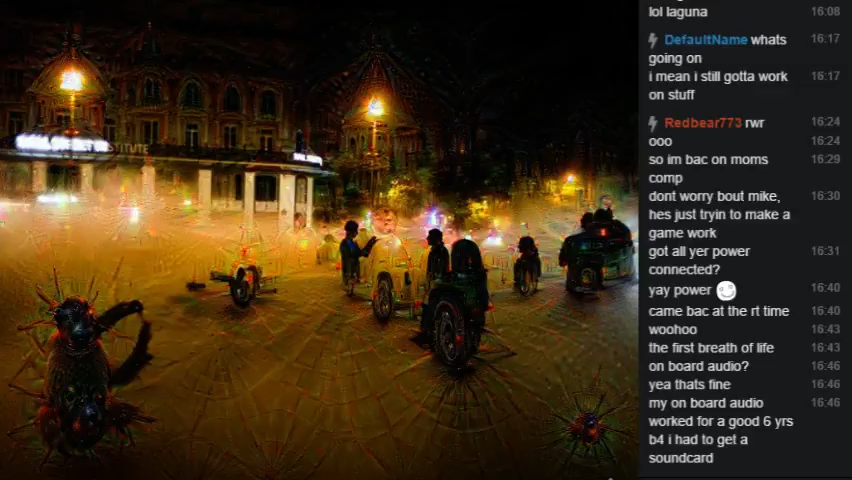 lol laguna 16:08
DefaultName whats 16:17
going on
i mean i still gotta work 16:17
on stuff
Redbear773 rwr 16:24
ooo 16:24
so im bac on moms 16:29
comp
dont worry bout mike, 16:30
hes just tryin to make a
game work
got all yer power 16:31
connected?
yay power 16:40
came bac at the rt time 16:40
woohoo 16:43
the first breath of life 16:43
on board audio? 16:46
yea thats fine 16:46
my on board audio 16:46
worked for a good 6 yrs
b4 i had to get a
soundcard